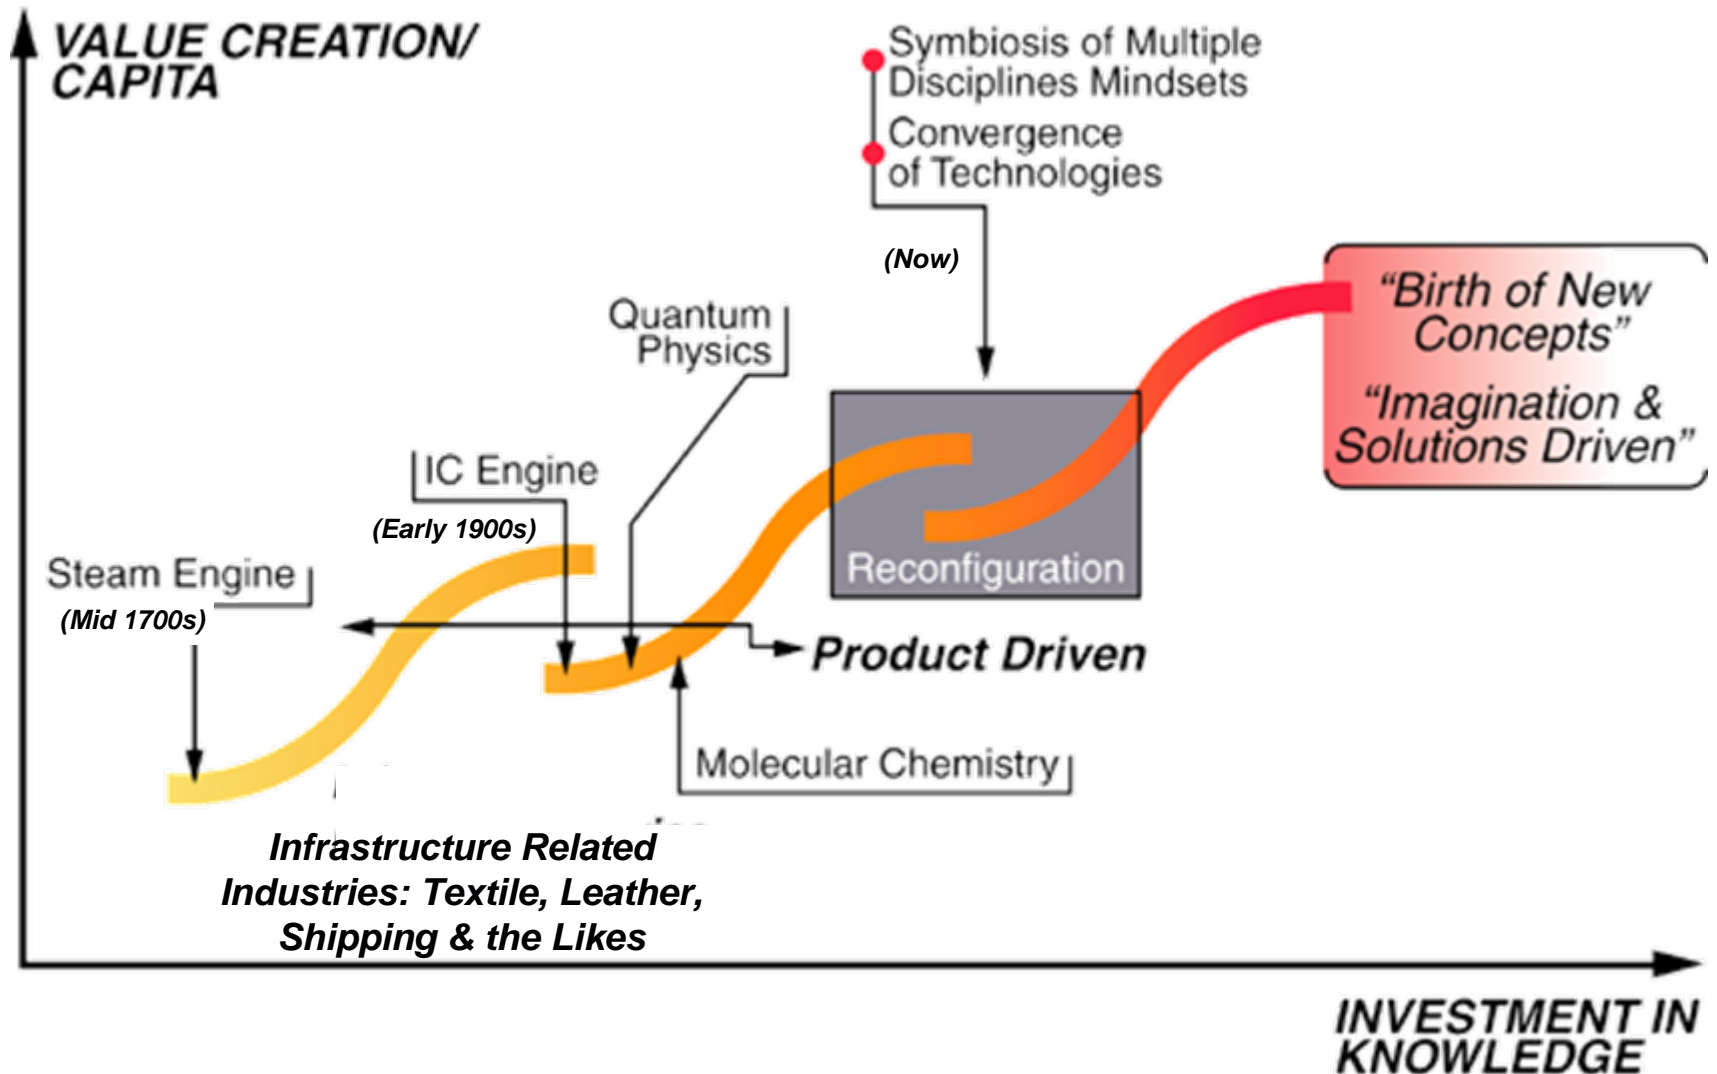 VALUE CREATION/
CAPITA
Symbiosis of Multiple
Disciplines Mindsets
Convergence
of Technologies
(Now)
“Birth of New
Concepts”
“Imagination &
Solutions Driven”
Quantum
Physics
IC Engine
(Early 1900s)
Steam Engine
(Mid 1700s)
Reconfiguration
Product Driven
Molecular Chemistry
Infrastructure Related
Industries: Textile, Leather,
Shipping & the Likes
INVESTMENT IN
KNOWLEDGE